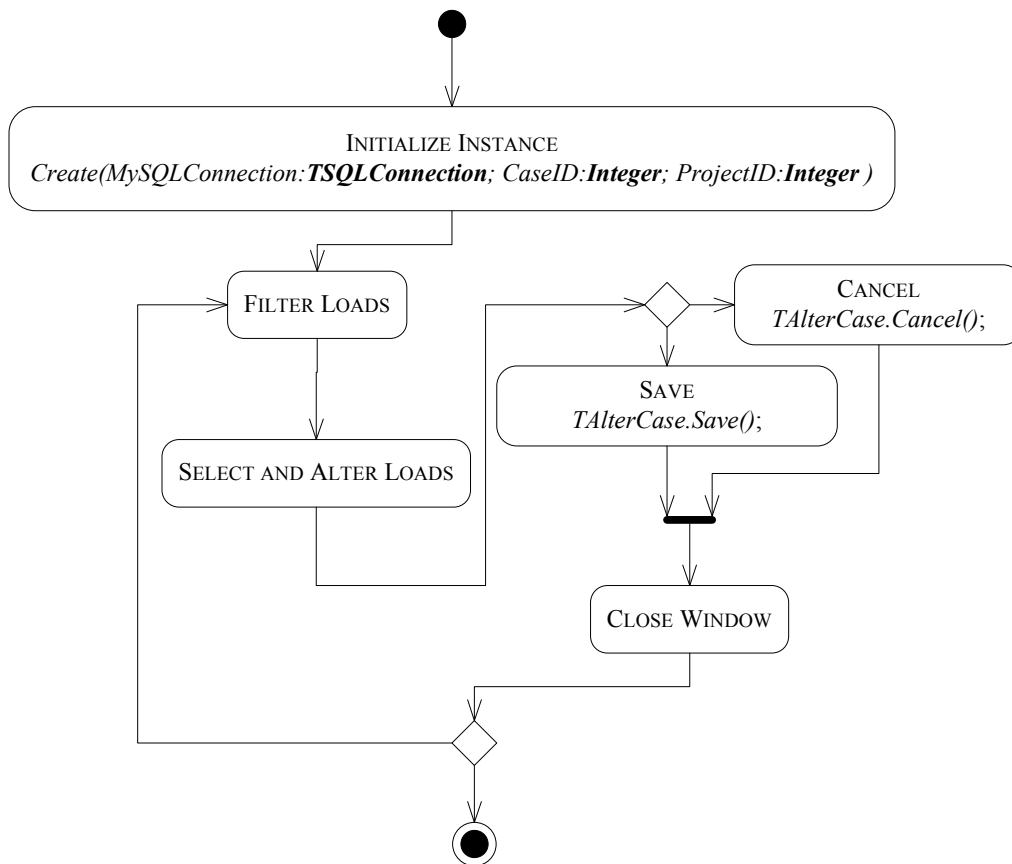 INITIALIZE INSTANCE
Create(MySQLConnection:TSQLConnection; CaseID:Integer; ProjectID:Integer )
FILTER LOADS
CANCEL
TAlterCase.Cancel();
SAVE
TAlterCase.Save();
SELECT AND ALTER LOADS
CLOSE WINDOW